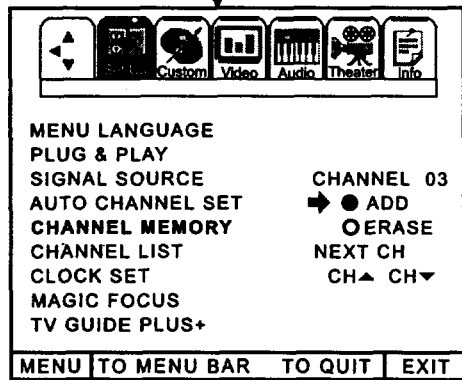 Custom Video Audio Theater Info
MENU LANGUAGE
PLUG & PLAY
SIGNAL SOURCE CHANNEL 03
AUTO CHANNEL SET ADD
CHANNEL MEMORY ERASE
CHANNEL LIST NEXT CH
CLOCK SET CH▲ CH▼
MAGIC FOCUS
TV GUIDE PLUS+
MENU TO MENU BAR TO QUIT EXIT